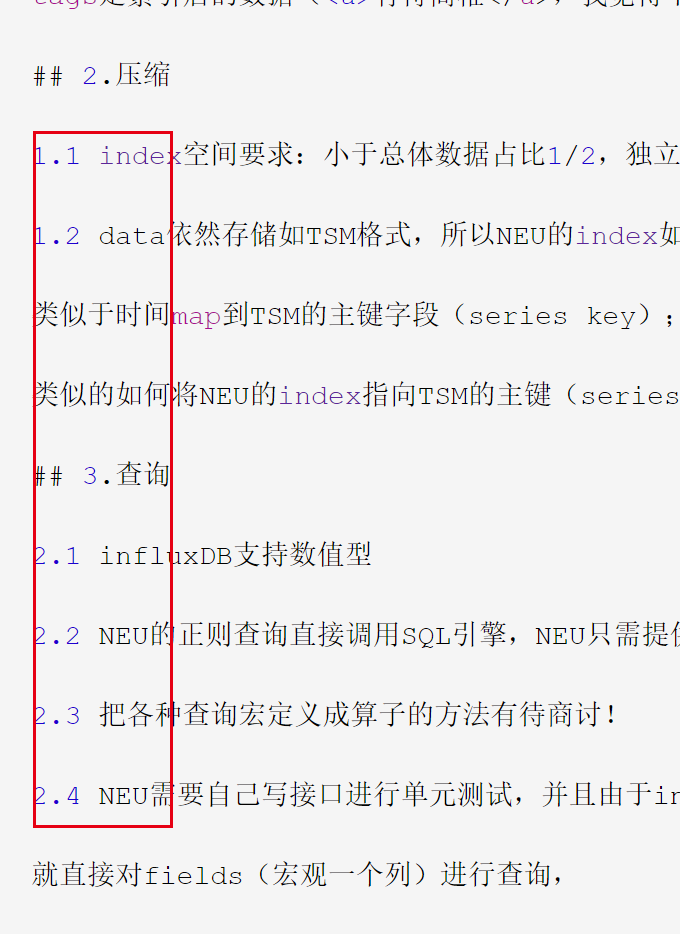 ## 2.压缩
1.1 index空间要求：小于总体数据占比1/2，独立
1.2 data依然存储如TSM格式，所以NEU的index如
类似于时间map到TSM的主键字段（series key）；
类似的如何将NEU的index指向TSM的主键（series
## 3.查询
2.1 influxDB支持数值型
2.2 NEU的正则查询直接调用SQL引擎，NEU只需提供
2.3 把各种查询宏定义成算子的方法有待商讨！
2.4 NEU需要自己写接口进行单元测试，并且由于in
就直接对fields（宏观一个列）进行查询，